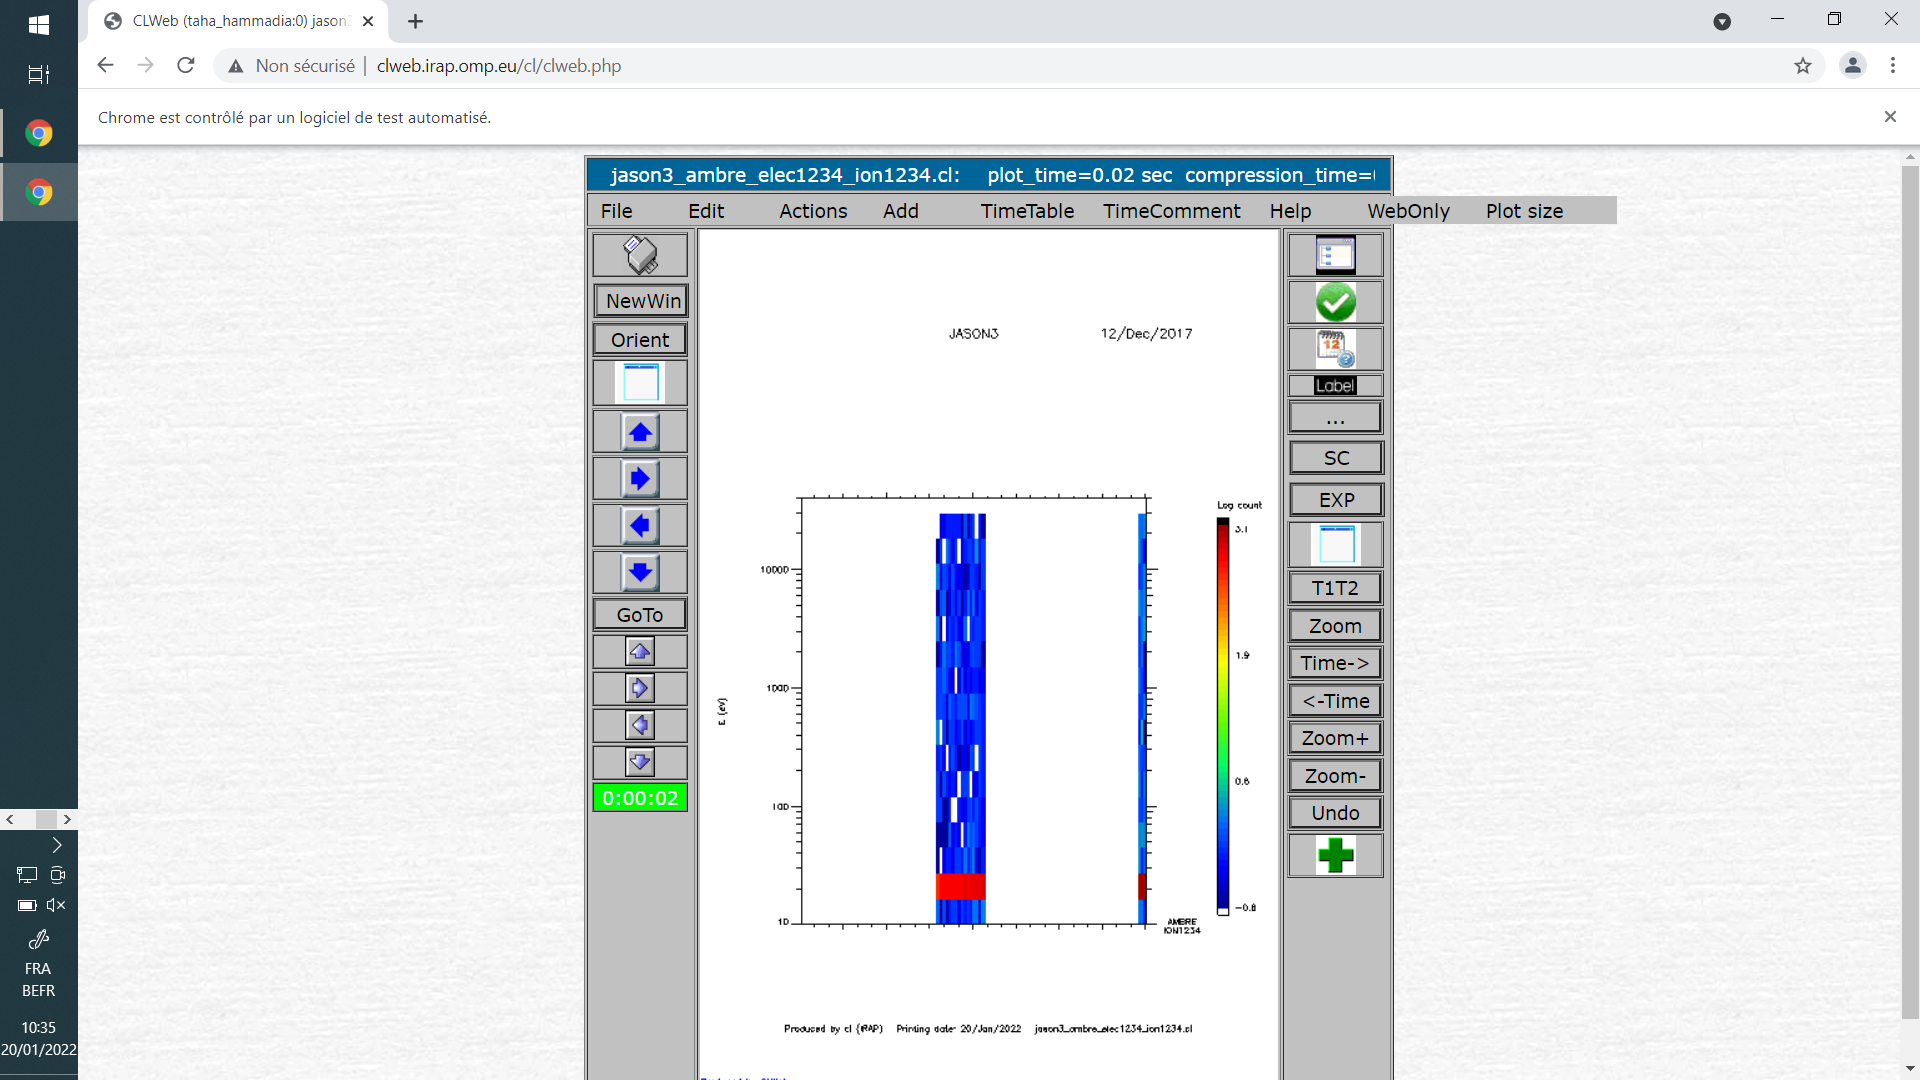 CLWeb (taha_hammadia:0) jason3
Non sécurisé | clweb.irap.omp.eu/cl/clweb.php
Chrome est contrôlé par un logiciel de test automatisé.
jason3_ambre_elec1234_ion1234.cl: plot_time=0.02 sec compression_time=
File Edit Actions Add TimeTable TimeComment Help WebOnly Plot size
NewWin
Orient
GoTo
0:00:02
JASON3 12/Dec/2017
Log count
3.1
1.9
0.6
-0.8
10000
1000
100
10
E (eV)
AMBRE
ION1234
Produced by cl (IRAP) Printing date: 20/Jan/2022 jason3_ambre_elec1234_ion1234.cl
12
Label
...
SC
EXP
T1T2
Zoom
Time->
<-Time
Zoom+
Zoom-
Undo
FRA
BEFR
10:35
20/01/2022